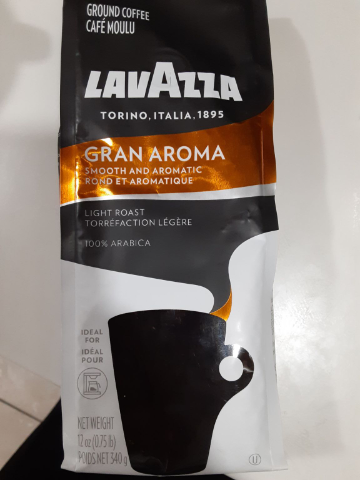 GROUND COFFEE
CAFÉ MOULU
LAVAZZA
TORINO, ITALIA, 1895
GRAN AROMA
SMOOTH AND AROMATIC
ROND ET AROMATIQUE
LIGHT ROAST
TORRÉFACTION LÉGÈRE
100% ARABICA
IDEAL
FOR
IDÉAL
POUR
NET WEIGHT
12 oz (0.75 lb)
POIDS NET 340 g
U